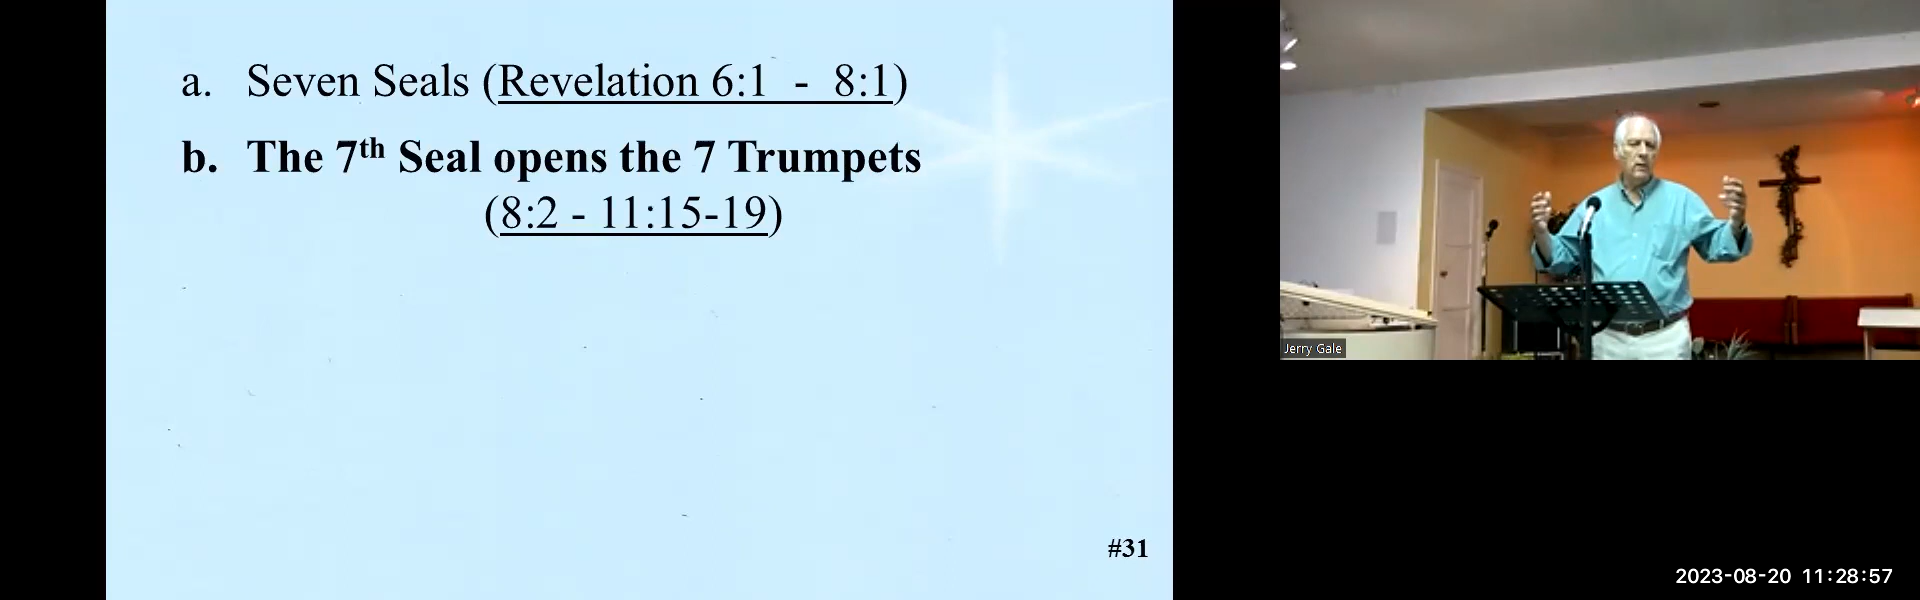 a. Seven Seals (Revelation 6:1 - 8:1)
b. The 7th Seal opens the 7 Trumpets
(8:2 - 11:15-19)
#31
Jerry Gale
2023-08-20 11:28:57